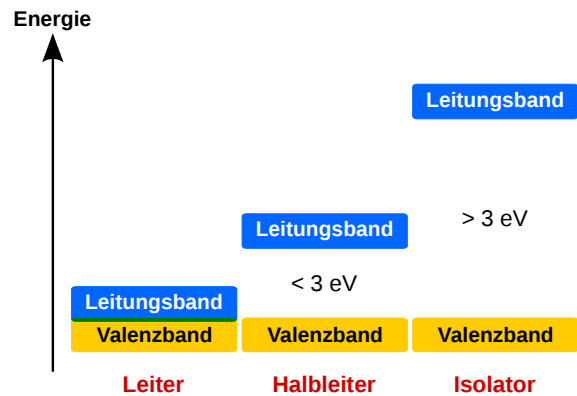 Energie
Leitungsband
Leitungsband
> 3 eV
Leitungsband
< 3 eV
Valenzband
Valenzband
Valenzband
Leiter
Halbleiter
Isolator